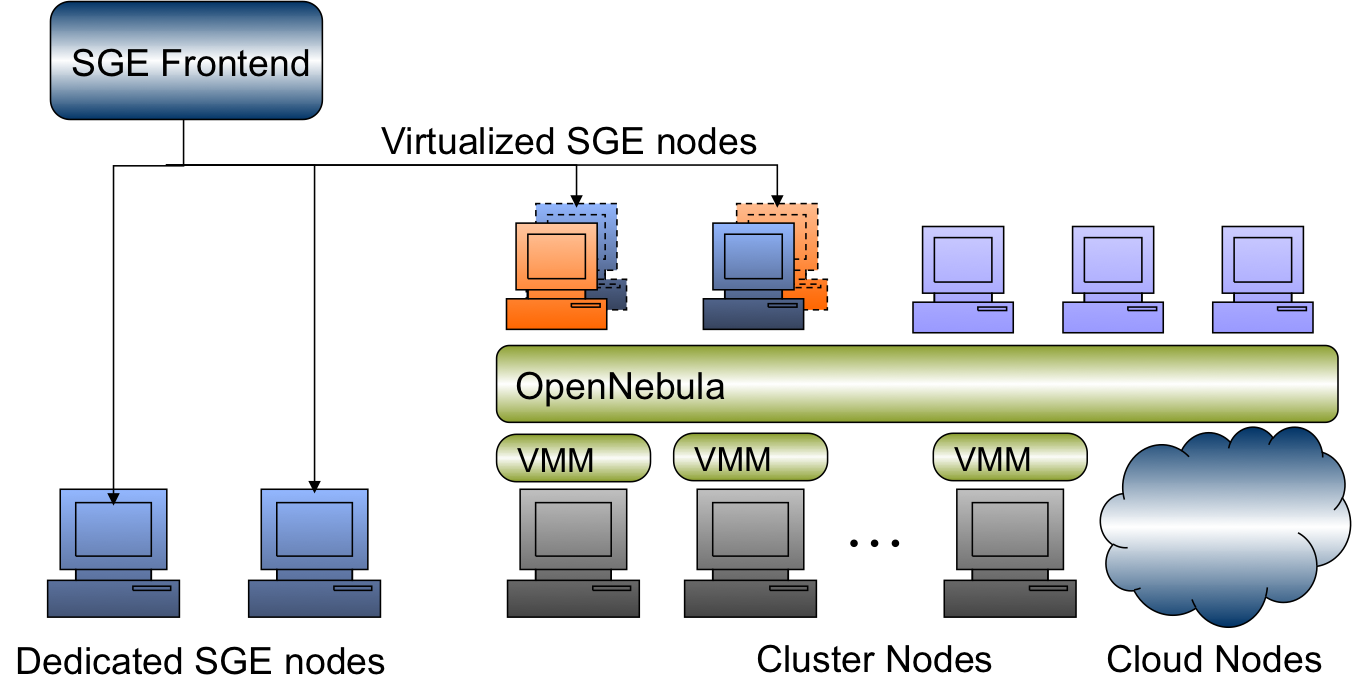 SGE Frontend
Virtualized SGE nodes
OpenNebula
VMM
VMM
VMM
...
Dedicated SGE nodes
Cluster Nodes
Cloud Nodes